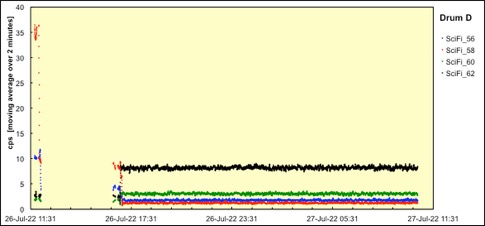 Drum D
SciFi_56
SciFi_58
SciFi_60
SciFi_62
cps [moving average over 2 minutes]
40
35
30
25
20
15
10
5
0
26-Jul-22 11:31
26-Jul-22 17:31
26-Jul-22 23:31
27-Jul-22 05:31
27-Jul-22 11:31